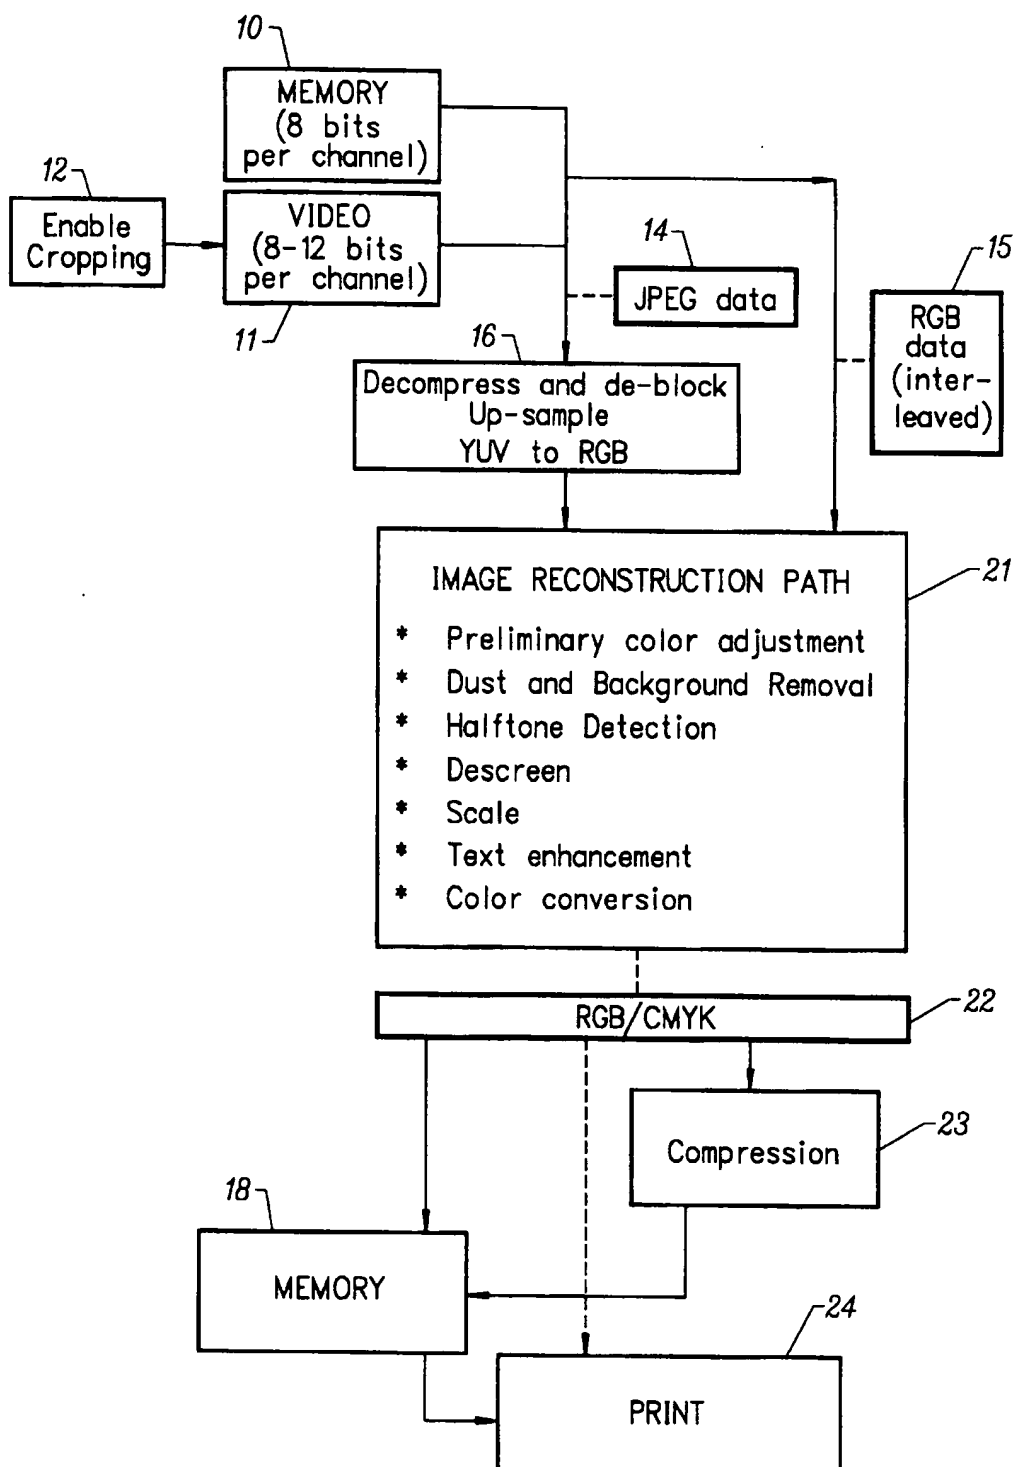 10
MEMORY
(8 bits
per channel)
12
Enable
Cropping
VIDEO
(8-12 bits
per channel)
11
14
JPEG data
15
RGB
data
(inter-
leaved)
16
Decompress and de-block
Up-sample
YUV to RGB
21
IMAGE RECONSTRUCTION PATH
* Preliminary color adjustment
* Dust and Background Removal
* Halftone Detection
* Descreen
* Scale
* Text enhancement
* Color conversion
RGB/CMYK
22
Compression
23
18
MEMORY
24
PRINT